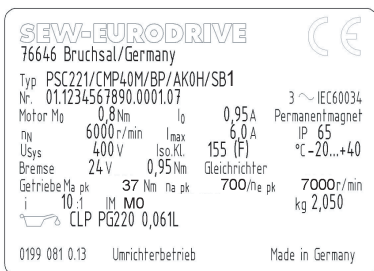 SEW-EURODRIVE CE
76646 Bruchsal/Germany
Typ PSC221/CMP40M/BP/AK0H/SB1
Nr. 01.1234567890.0001.07 3 ~ IEC60034
Motor M0 0,8 Nm I0 0,95 A Permanentmagnet
nN 6000 r/min Imax 6,0 A IP 65
USys 400 V Iso.Kl. 155 (F) °C -20...+40
Bremse 24 V 0,95 Nm Gleichrichter
Getriebe Ma pk 37 Nm na pk 700/ne pk 7000 r/min
i 10 :1 IM M0 kg 2,050
CLP PG220 0,061L
0199 081 0.13 Umrichterbetrieb Made in Germany